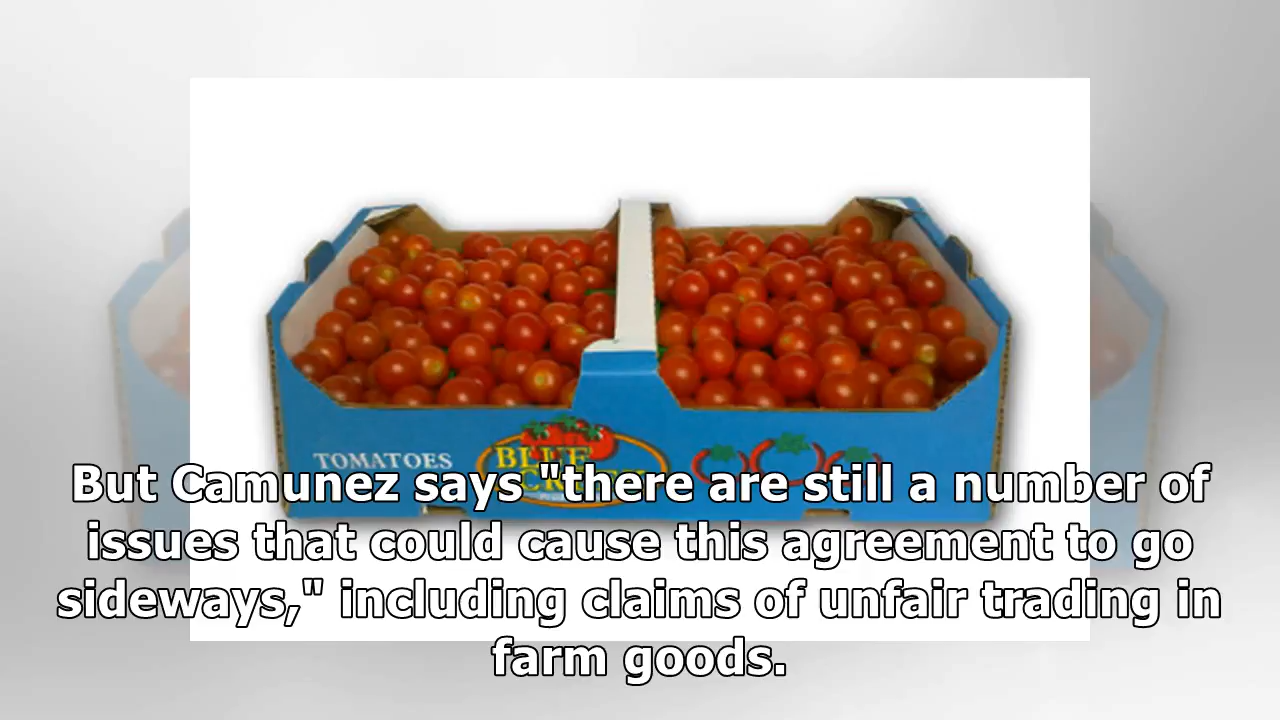 TOMATOES
BLUE
But Camunez says "there are still a number of
issues that could cause this agreement to go
sideways," including claims of unfair trading in
farm goods.